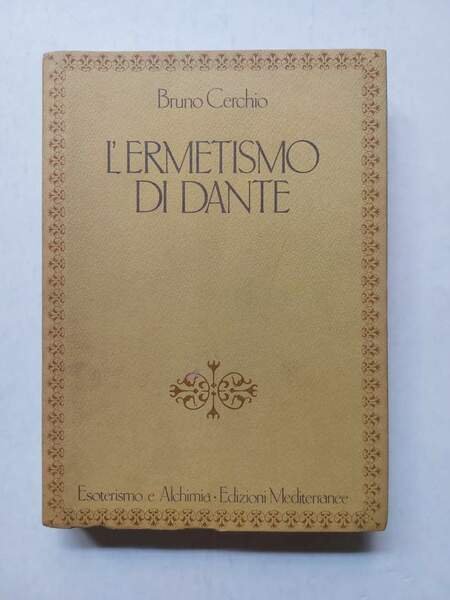 Bruno Cerchio
L'ERMETISMO
DI DANTE
Esoterismo e Alchimia · Edizioni Mediterranee